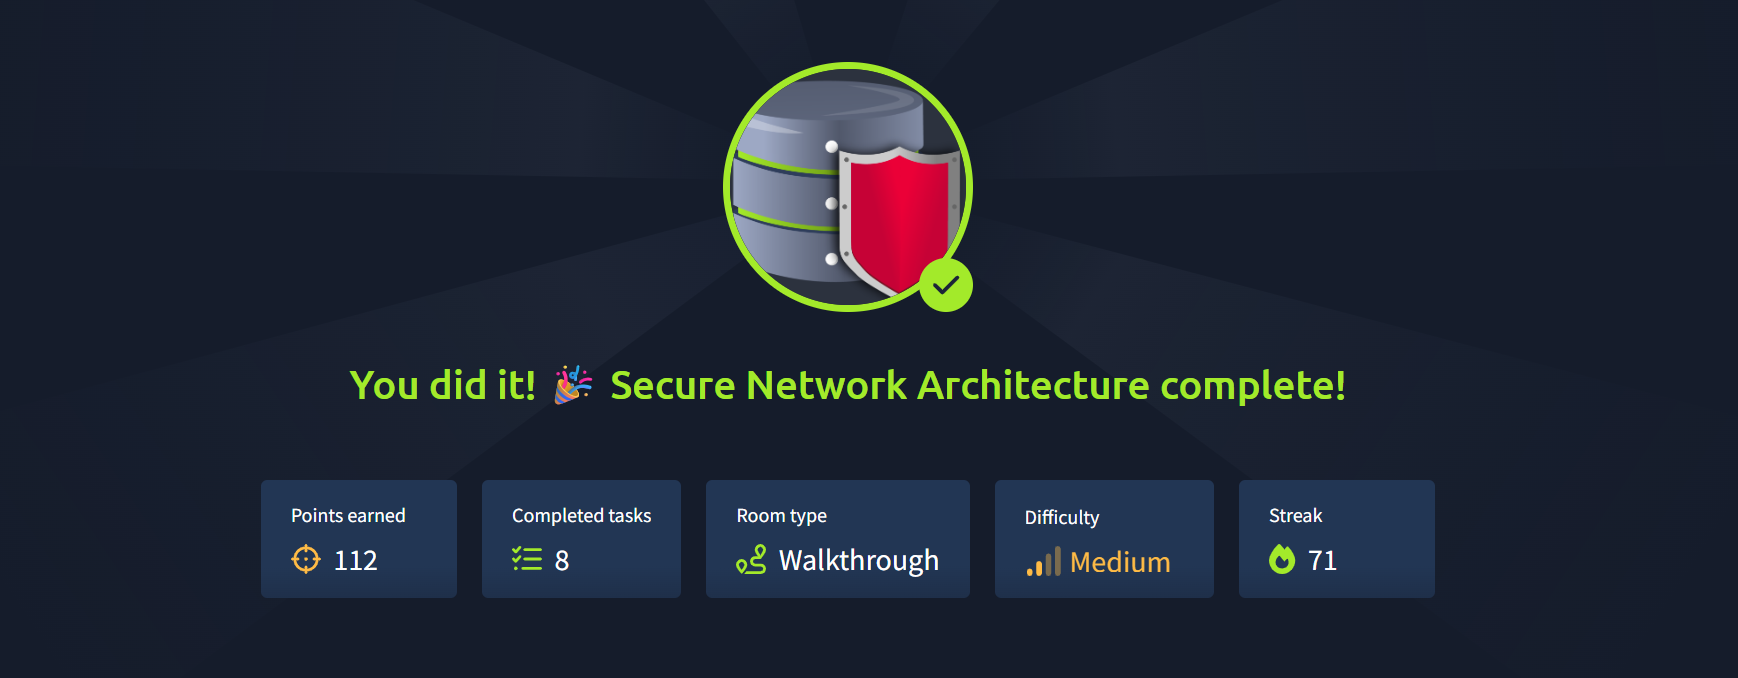 You did it! 🎉 Secure Network Architecture complete!
Points earned
112
Completed tasks
8
Room type
Walkthrough
Difficulty
Medium
Streak
71